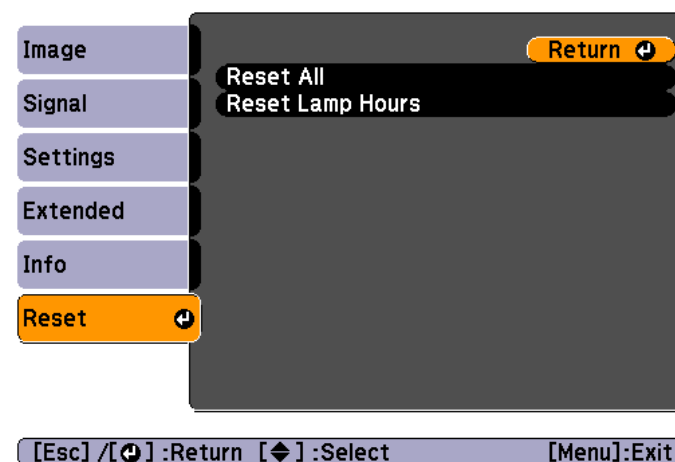 Image
Signal
Settings
Extended
Info
Reset
Return
Reset All
Reset Lamp Hours
[Esc] /[ ] :Return [ ] :Select [Menu]:Exit